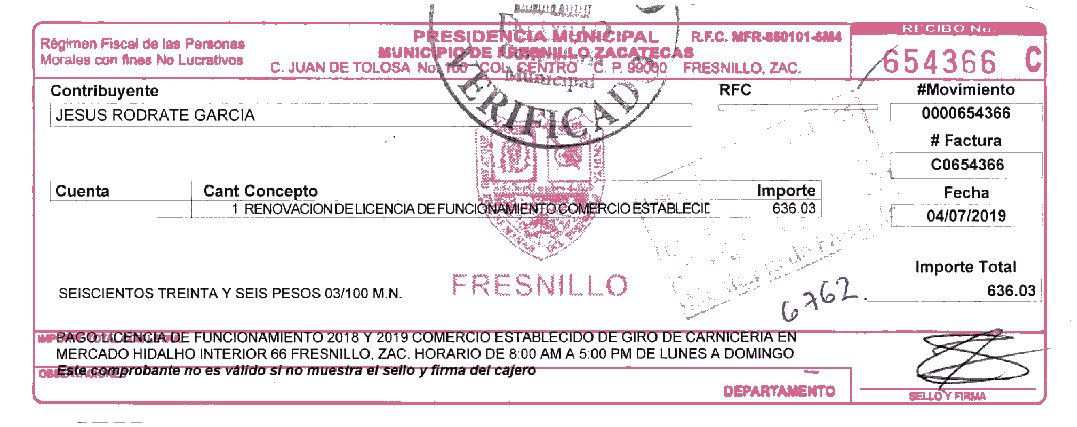 PRESIDENCIA MUNICIPAL
R.F.C. MFR-850101-5M4
RECIBO No.
Régimen Fiscal de las Personas
Morales con fines No Lucrativos
MUNICIPIO DE FRESNILLO ZACATECAS
C. JUAN DE TOLOSA No. 100 COL. CENTRO C. P. 99000 FRESNILLO, ZAC.
654366 C
Municipal
VERIFICADO
Contribuyente
RFC
#Movimiento
JESUS RODRATE GARCIA
0000654366
# Factura
C0654366
Cuenta
Cant Concepto
Importe
Fecha
1 RENOVACION DE LICENCIA DE FUNCIONAMIENTO COMERCIO ESTABLECID
636.03
04/07/2019
FRESNILLO
Importe Total
SEISCIENTOS TREINTA Y SEIS PESOS 03/100 M.N.
636.03
6762.
PAGO LICENCIA DE FUNCIONAMIENTO 2018 Y 2019 COMERCIO ESTABLECIDO DE GIRO DE CARNICERIA EN
MERCADO HIDALHO INTERIOR 66 FRESNILLO, ZAC. HORARIO DE 8:00 AM A 5:00 PM DE LUNES A DOMINGO
OBSERVACIONES
Este comprobante no es válido si no muestra el sello y firma del cajero
DEPARTAMENTO
SELLO Y FIRMA